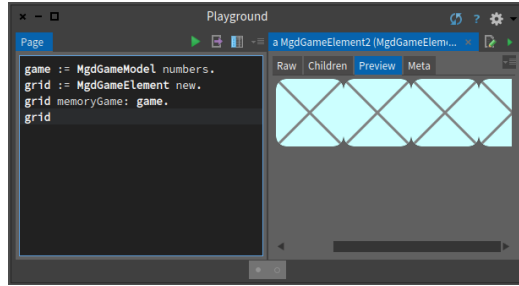 Playground
?
Page
a MgdGameElement2 (MgdGameElem...
game := MgdGameModel numbers.
grid := MgdGameElement new.
grid memoryGame: game.
grid
Raw Children Preview Meta